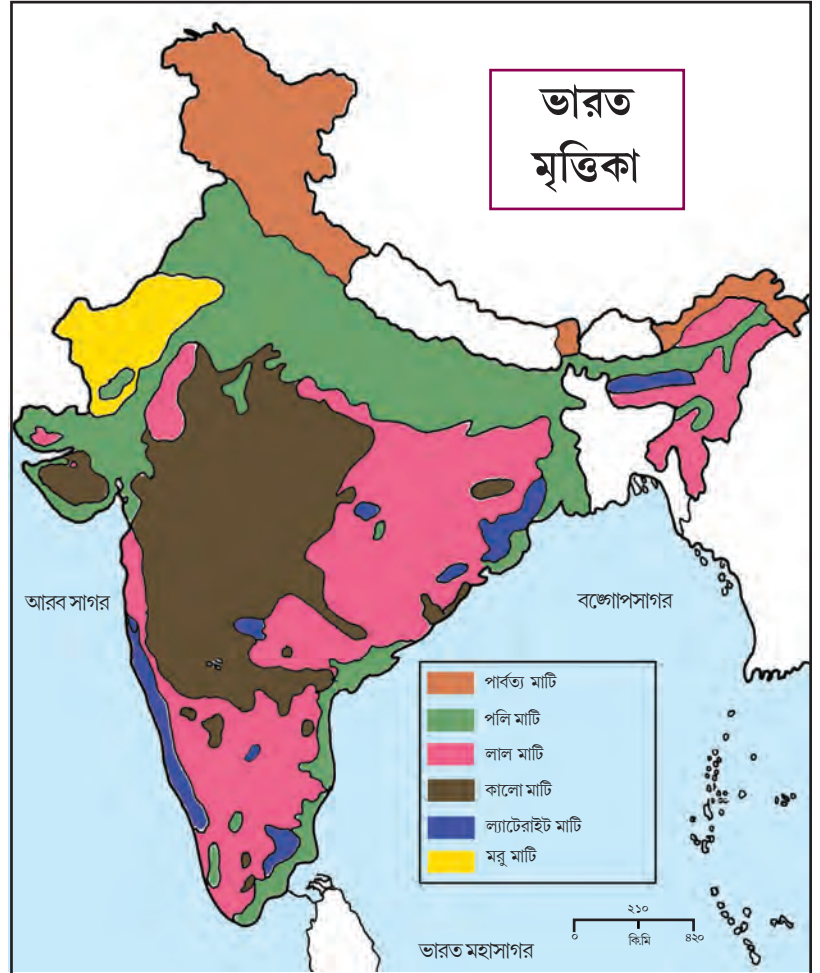 ভারত
মৃত্তিকা
আরব সাগর
বঙ্গোপসাগর
পার্বত্য মাটি
পলি মাটি
লাল মাটি
কালো মাটি
ল্যাটেরাইট মাটি
মরু মাটি
২১০
০ কি.মি ৪২০
ভারত মহাসাগর